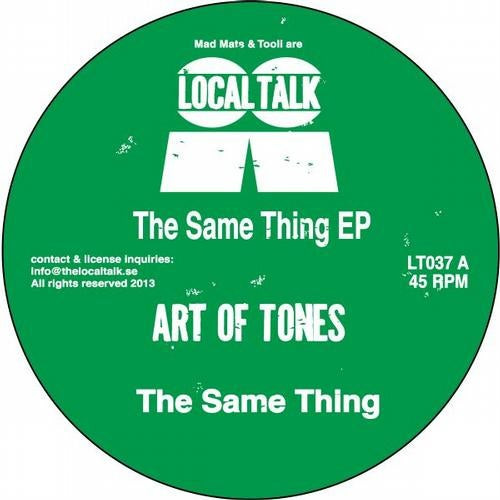 Mad Mats & Tooli are
LOCAL TALK
The Same Thing EP
contact & license inquiries:
info@thelocaltalk.se
All rights reserved 2013
LT037 A
45 RPM
ART OF TONES
The Same Thing